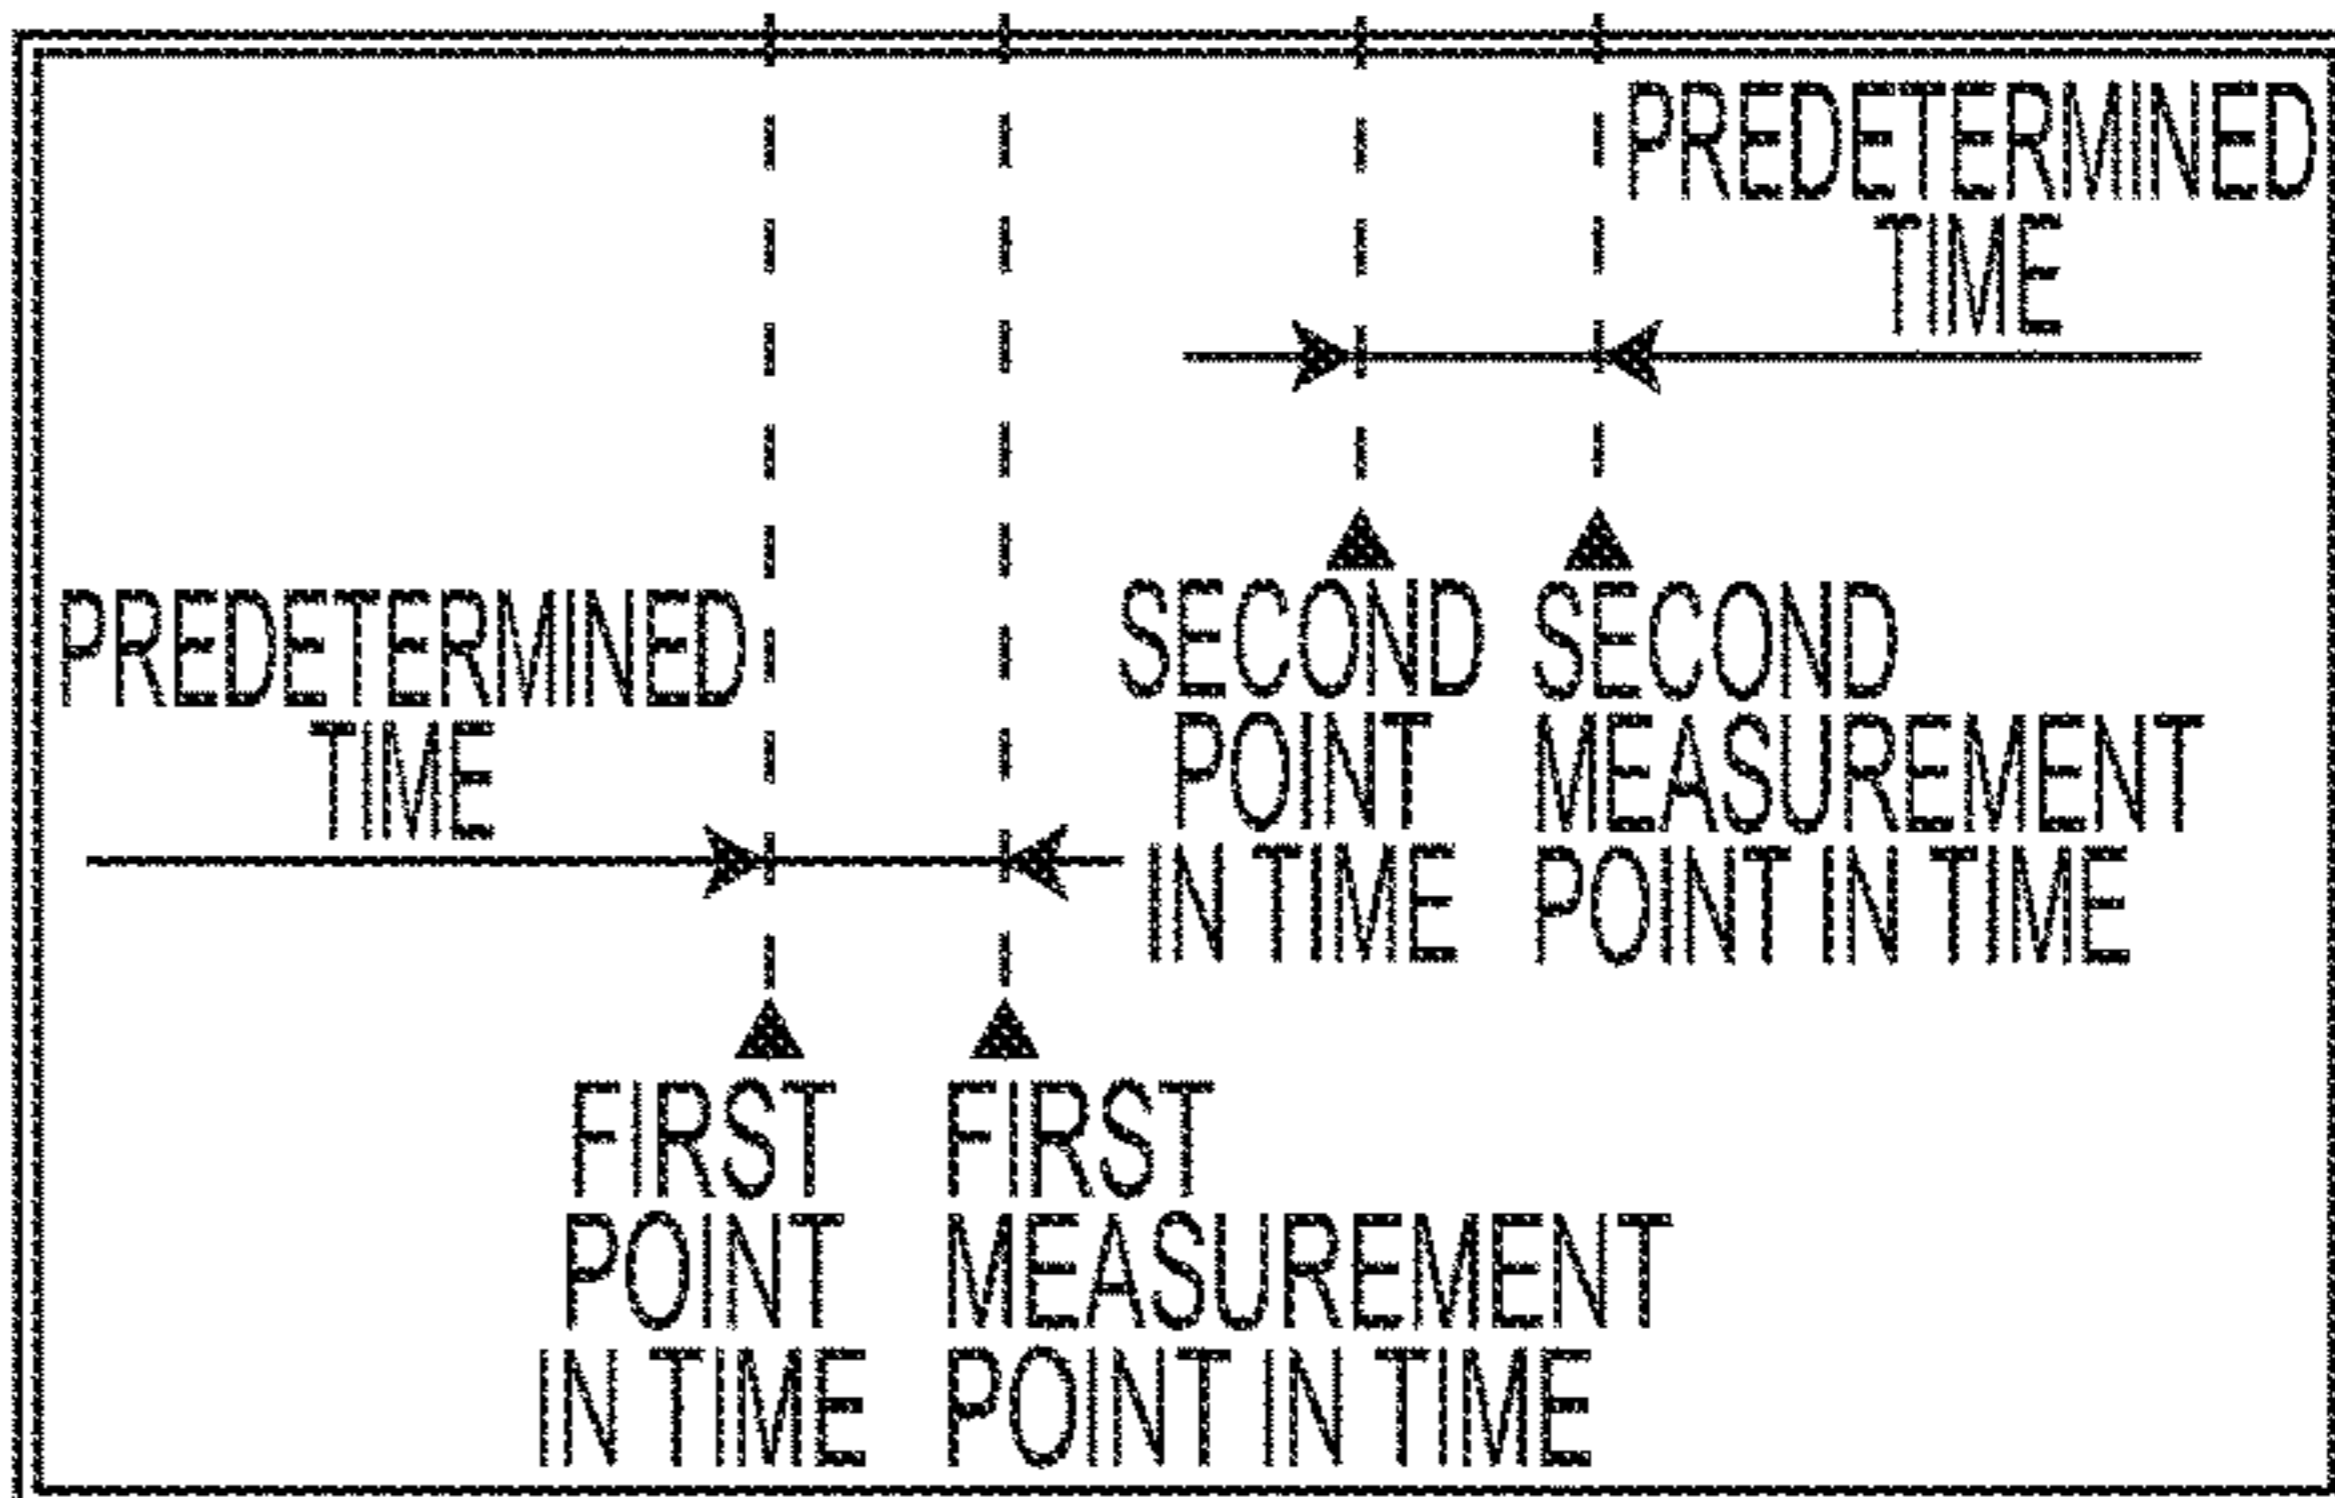 PREDETERMINED
TIME
PREDETERMINED
TIME
SECOND
POINT
IN TIME
SECOND
MEASUREMENT
POINT IN TIME
FIRST
POINT
IN TIME
FIRST
MEASUREMENT
POINT IN TIME